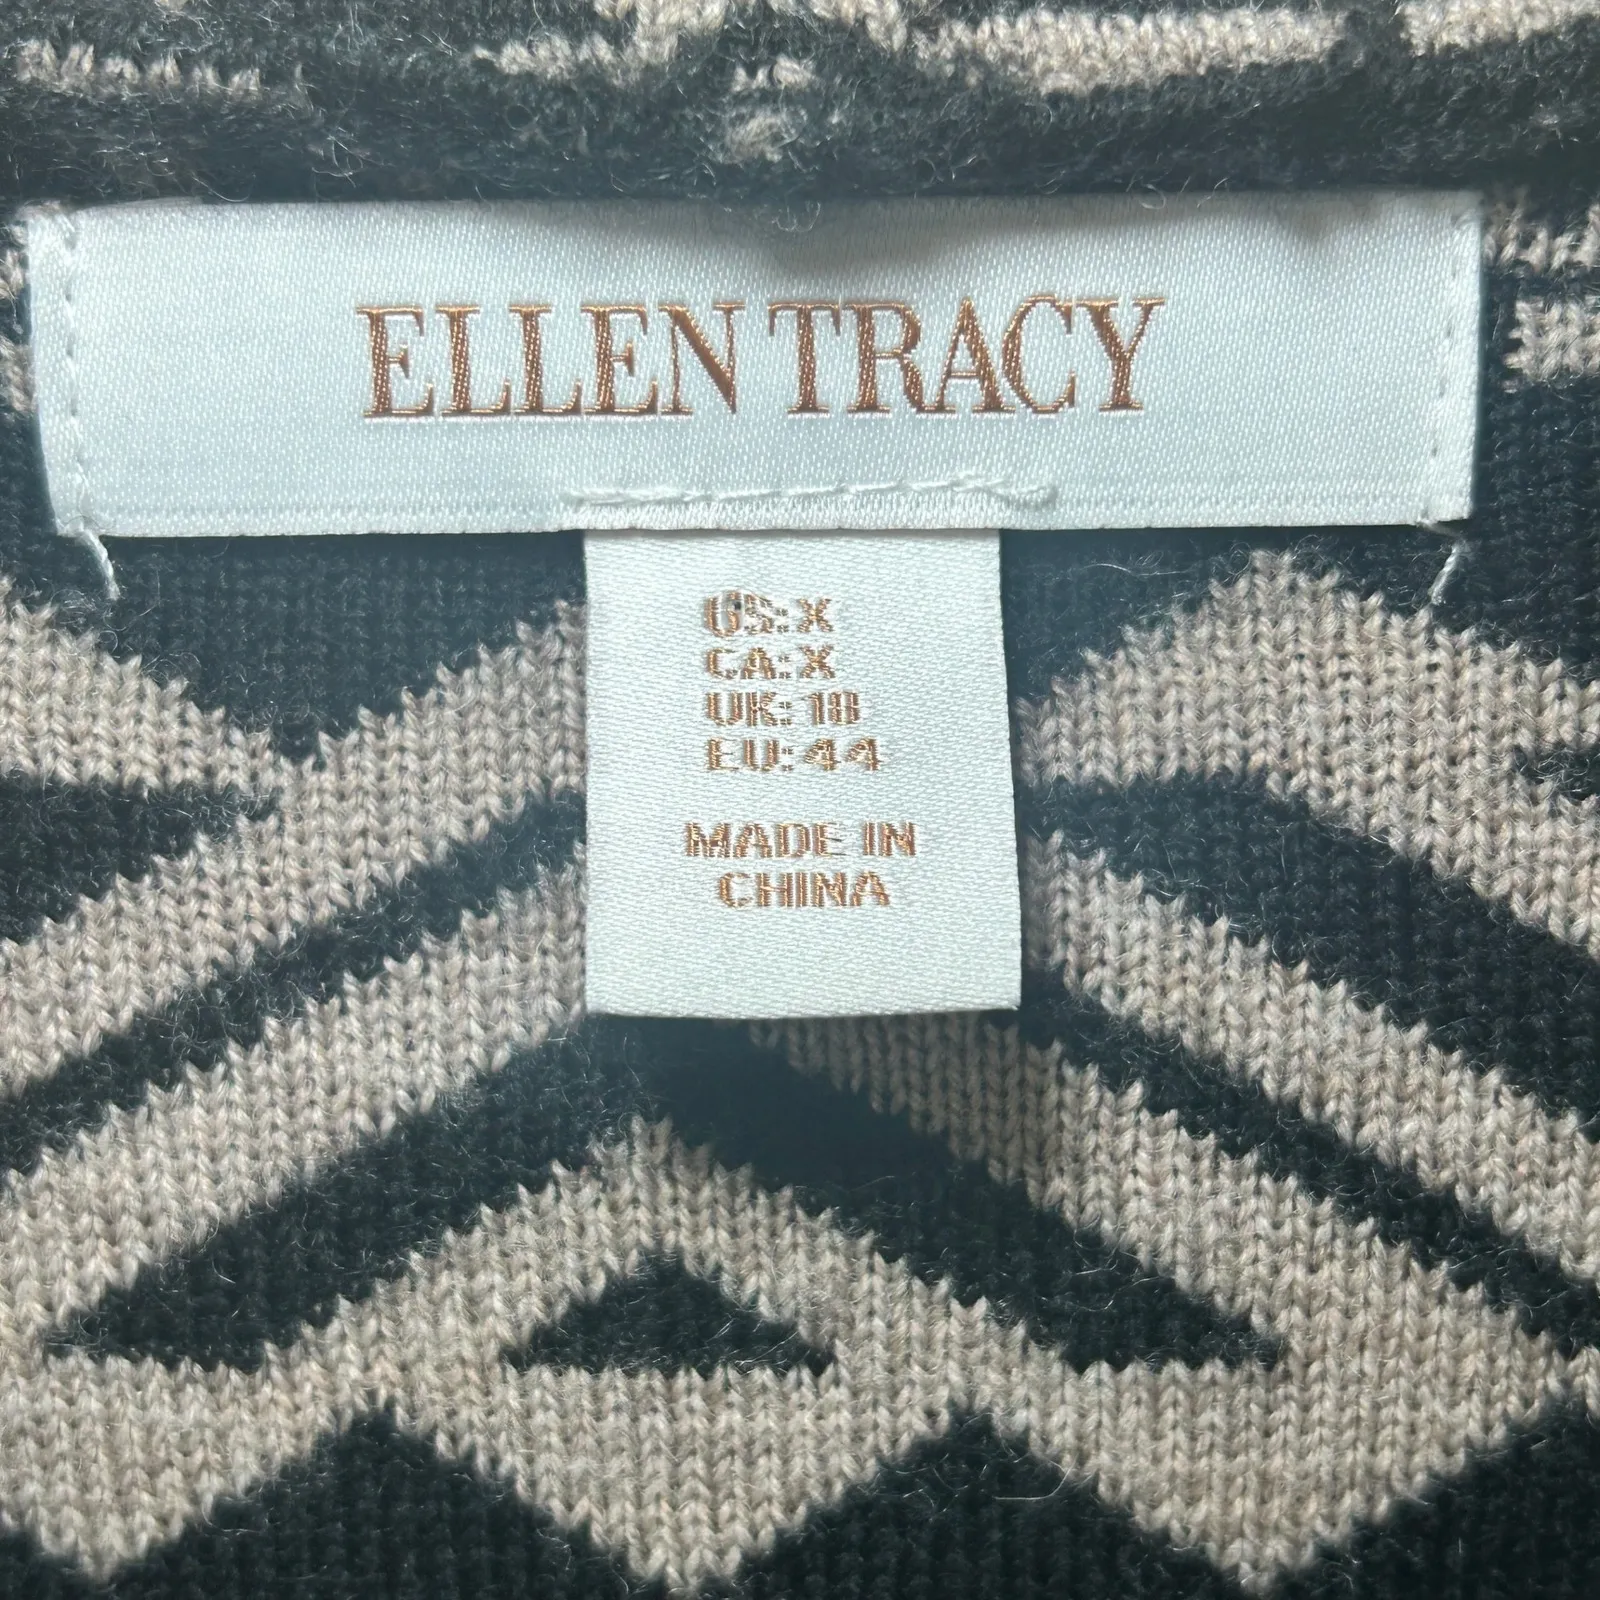 ELLEN TRACY
US: X
CA: X
UK: 18
EU: 44
MADE IN
CHINA